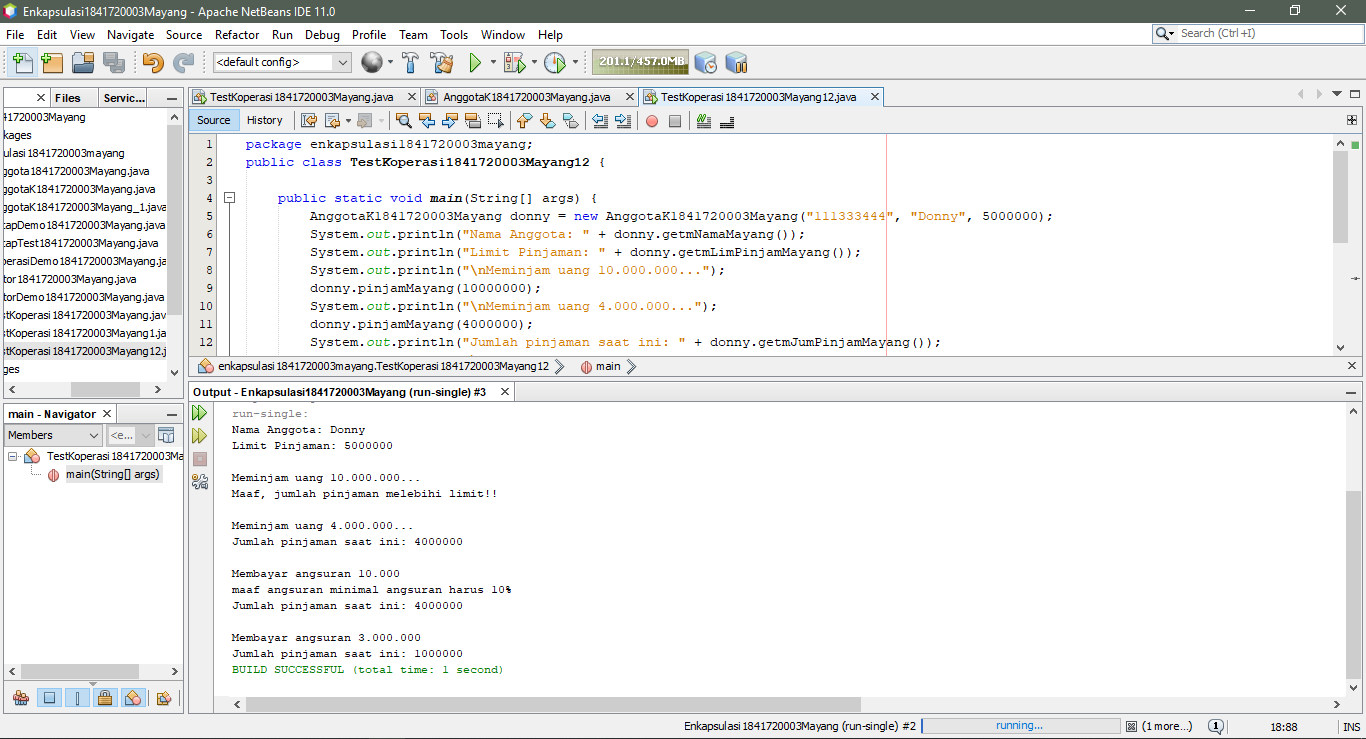 Enkapsulasi1841720003Mayang - Apache NetBeans IDE 11.0
File Edit View Navigate Source Refactor Run Debug Profile Team Tools Window Help
Search (Ctrl+I)
<default config>
201.1/457.0MB
Files Servic...
TestKoperasi1841720003Mayang.java AnggotaK1841720003Mayang.java TestKoperasi1841720003Mayang12.java
Source History
41720003Mayang
kages
ulasi1841720003mayang
ggota1841720003Mayang.java
ggotaK1841720003Mayang.java
ggotaK1841720003Mayang_1.java
capDemo1841720003Mayang.java
capTest1841720003Mayang.java
perasiDemo1841720003Mayang.ja
tor1841720003Mayang.java
torDemo1841720003Mayang.java
stKoperasi1841720003Mayang.jav
stKoperasi1841720003Mayang1.ja
stKoperasi1841720003Mayang12.j
ges
1 package enkapsulasi1841720003mayang;
2 public class TestKoperasi1841720003Mayang12 {
3
4 public static void main(String[] args) {
5 AnggotaK1841720003Mayang donny = new AnggotaK1841720003Mayang("111333444", "Donny", 5000000);
6 System.out.println("Nama Anggota: " + donny.getmNamaMayang());
7 System.out.println("Limit Pinjaman: " + donny.getmLimPinjamMayang());
8 System.out.println("\nMeminjam uang 10.000.000...");
9 donny.pinjamMayang(10000000);
10 System.out.println("\nMeminjam uang 4.000.000...");
11 donny.pinjamMayang(4000000);
12 System.out.println("Jumlah pinjaman saat ini: " + donny.getmJumPinjamMayang());
enkapsulasi1841720003mayang.TestKoperasi1841720003Mayang12 main
main - Navigator
Members <e...
TestKoperasi1841720003Ma
main(String[] args)
Output - Enkapsulasi1841720003Mayang (run-single) #3
run-single:
Nama Anggota: Donny
Limit Pinjaman: 5000000
Meminjam uang 10.000.000...
Maaf, jumlah pinjaman melebihi limit!!
Meminjam uang 4.000.000...
Jumlah pinjaman saat ini: 4000000
Membayar angsuran 10.000
maaf angsuran minimal angsuran harus 10%
Jumlah pinjaman saat ini: 4000000
Membayar angsuran 3.000.000
Jumlah pinjaman saat ini: 1000000
BUILD SUCCESSFUL (total time: 1 second)
Enkapsulasi1841720003Mayang (run-single) #2 running... (1 more...) 1 18:88 INS